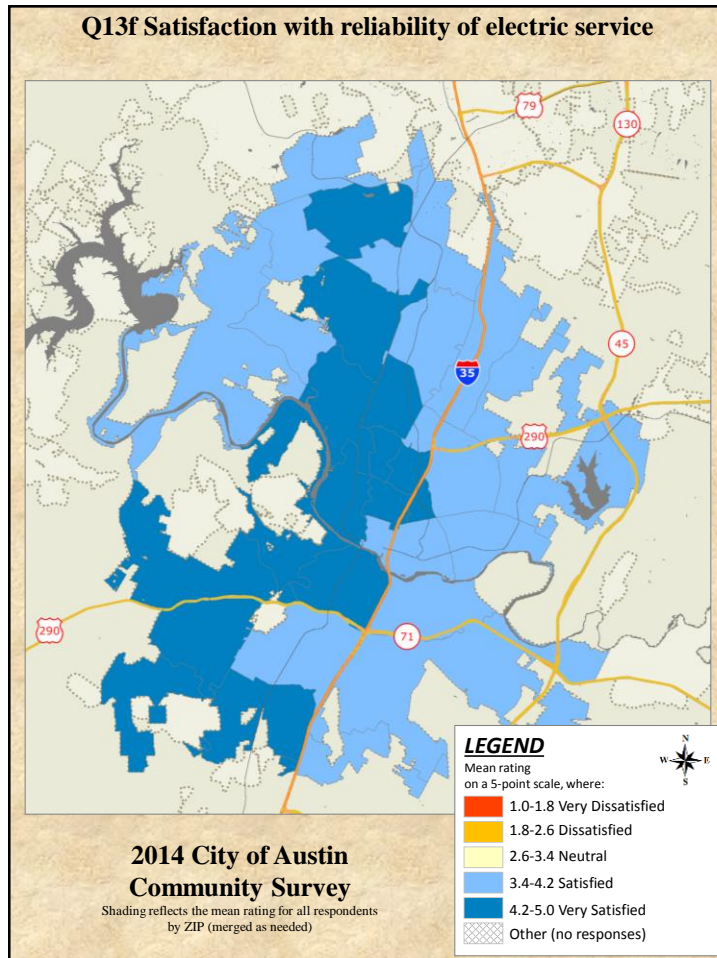 Q13f Satisfaction with reliability of electric service
79
130
45
35
290
290
71
LEGEND
Mean rating
on a 5-point scale, where:
N
W E
S
1.0-1.8 Very Dissatisfied
1.8-2.6 Dissatisfied
2.6-3.4 Neutral
3.4-4.2 Satisfied
4.2-5.0 Very Satisfied
Other (no responses)
2014 City of Austin
Community Survey
Shading reflects the mean rating for all respondents
by ZIP (merged as needed)